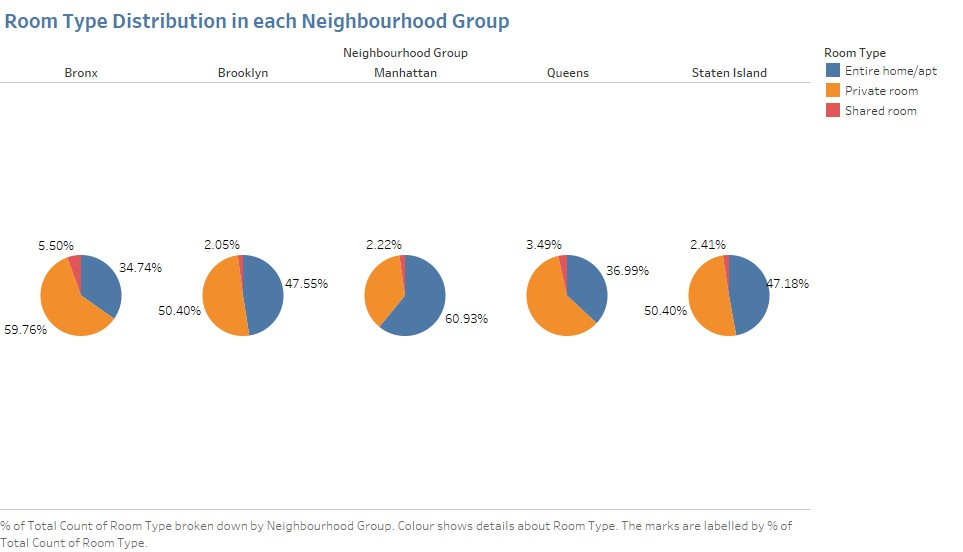 Room Type Distribution in each Neighbourhood Group
Neighbourhood Group
Bronx Brooklyn Manhattan Queens Staten Island
Room Type
Entire home/apt
Private room
Shared room
5.50% 2.05% 2.22% 3.49% 2.41%
34.74% 47.55% 60.93% 36.99% 47.18%
59.76% 50.40% 50.40%
% of Total Count of Room Type broken down by Neighbourhood Group. Colour shows details about Room Type. The marks are labelled by % of
Total Count of Room Type.